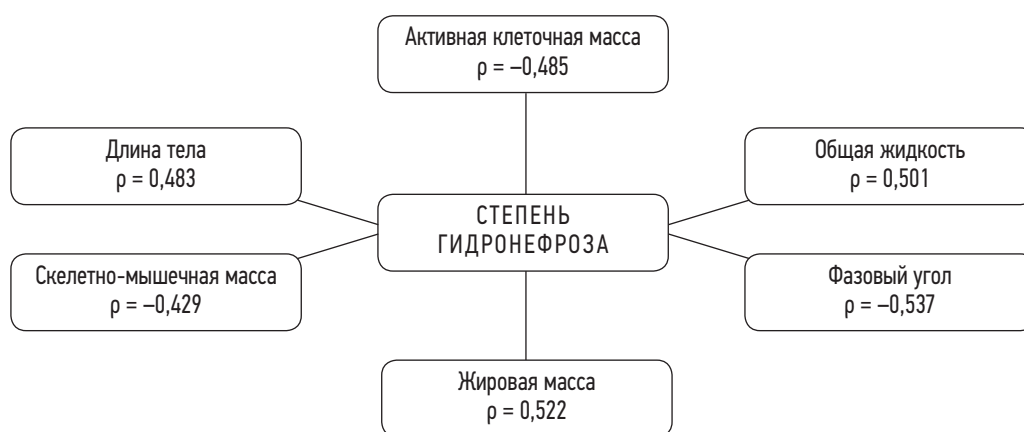 Активная клеточная масса
ρ = –0,485
Длина тела
ρ = 0,483
Общая жидкость
ρ = 0,501
СТЕПЕНЬ
ГИДРОНЕФРОЗА
Скелетно-мышечная масса
ρ = –0,429
Фазовый угол
ρ = –0,537
Жировая масса
ρ = 0,522